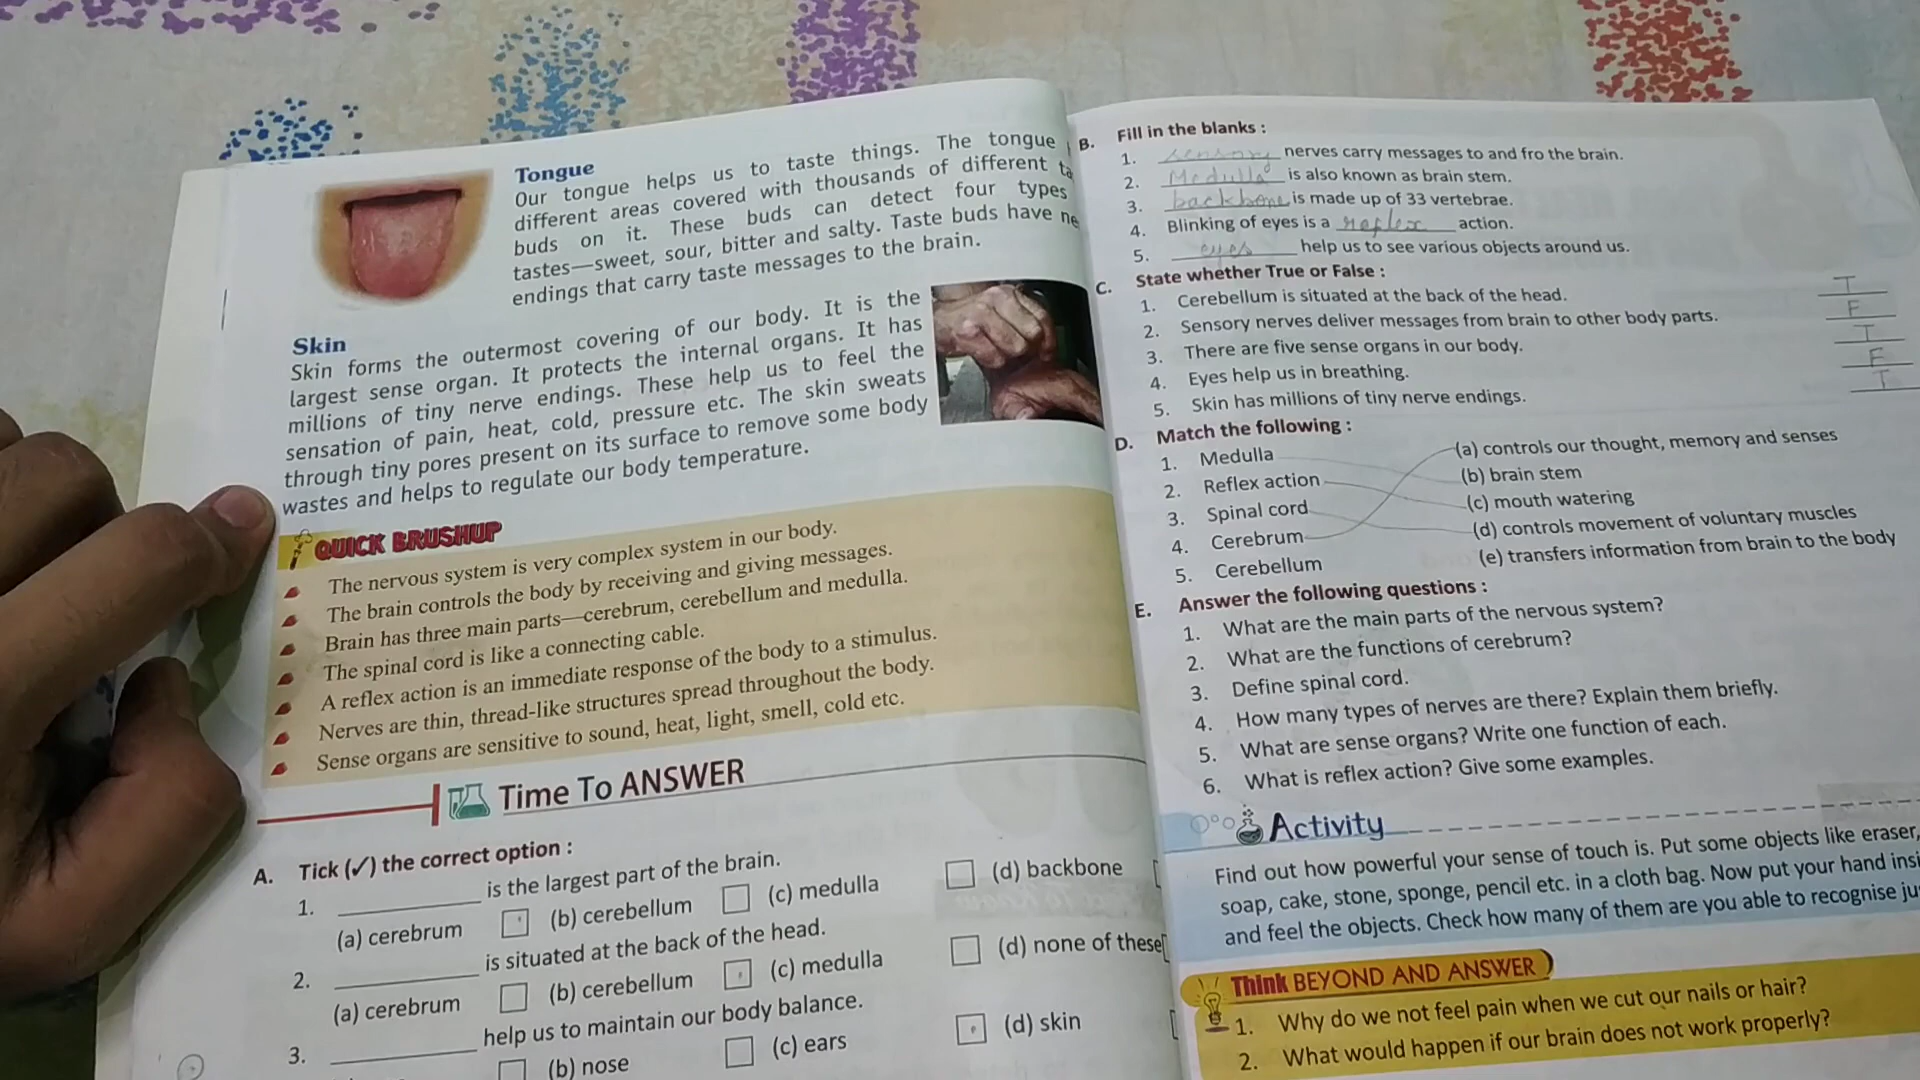 Tongue
Our tongue helps us to taste things. The tongue
different areas covered with thousands of different
buds on it. These buds can detect four types
tastes—sweet, sour, bitter and salty. Taste buds have
endings that carry taste messages to the brain.
Skin
Skin forms the outermost covering of our body. It is the
largest sense organ. It protects the internal organs. It has
millions of tiny nerve endings. These help us to feel the
sensation of pain, heat, cold, pressure etc. The skin sweats
through tiny pores present on its surface to remove some body
wastes and helps to regulate our body temperature.
QUICK BRUSHUP
The nervous system is very complex system in our body.
The brain controls the body by receiving and giving messages.
Brain has three main parts—cerebrum, cerebellum and medulla.
The spinal cord is like a connecting cable.
A reflex action is an immediate response of the body to a stimulus.
Nerves are thin, thread-like structures spread throughout the body.
Sense organs are sensitive to sound, heat, light, smell, cold etc.
Time To ANSWER
A. Tick (✓) the correct option :
1. __________ is the largest part of the brain.
(a) cerebrum (b) cerebellum (c) medulla (d) backbone
2. __________ is situated at the back of the head.
(a) cerebrum (b) cerebellum (c) medulla (d) none of these
3. __________ help us to maintain our body balance.
(b) nose (c) ears (d) skin
B. Fill in the blanks :
1. sensory nerves carry messages to and fro the brain.
2. Medulla is also known as brain stem.
3. backbone is made up of 33 vertebrae.
4. Blinking of eyes is a reflex action.
5. eyes help us to see various objects around us.
C. State whether True or False :
1. Cerebellum is situated at the back of the head. T
2. Sensory nerves deliver messages from brain to other body parts. F
3. There are five sense organs in our body. T
4. Eyes help us in breathing. F
5. Skin has millions of tiny nerve endings. T
D. Match the following :
1. Medulla (a) controls our thought, memory and senses
2. Reflex action (b) brain stem
3. Spinal cord (c) mouth watering
4. Cerebrum (d) controls movement of voluntary muscles
5. Cerebellum (e) transfers information from brain to the body
E. Answer the following questions :
1. What are the main parts of the nervous system?
2. What are the functions of cerebrum?
3. Define spinal cord.
4. How many types of nerves are there? Explain them briefly.
5. What are sense organs? Write one function of each.
6. What is reflex action? Give some examples.
Activity
Find out how powerful your sense of touch is. Put some objects like eraser,
soap, cake, stone, sponge, pencil etc. in a cloth bag. Now put your hand
and feel the objects. Check how many of them are you able to recognise
Think BEYOND AND ANSWER
1. Why do we not feel pain when we cut our nails or hair?
2. What would happen if our brain does not work properly?